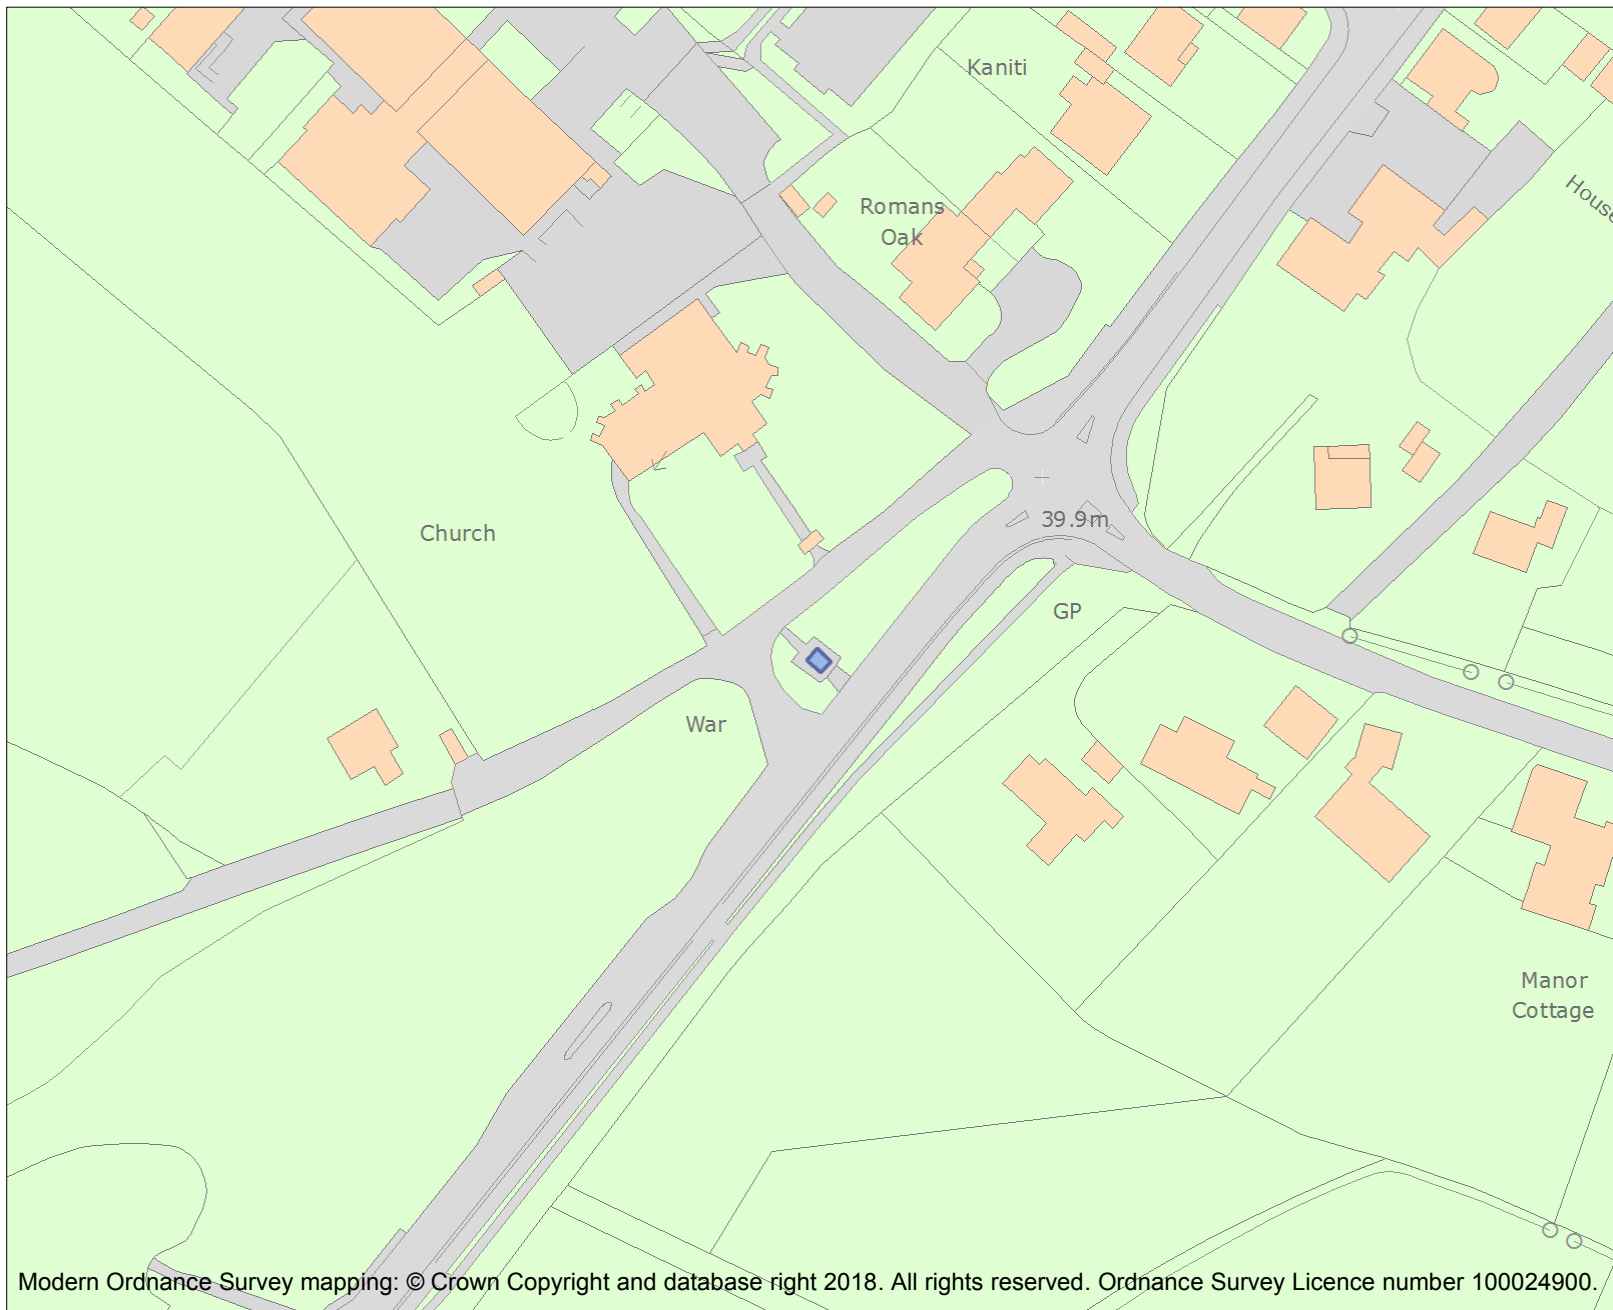 Kaniti
Romans
Oak
House
Church
39.9m
GP
War
Manor
Cottage
Modern Ordnance Survey mapping: © Crown Copyright and database right 2018. All rights reserved. Ordnance Survey Licence number 100024900.